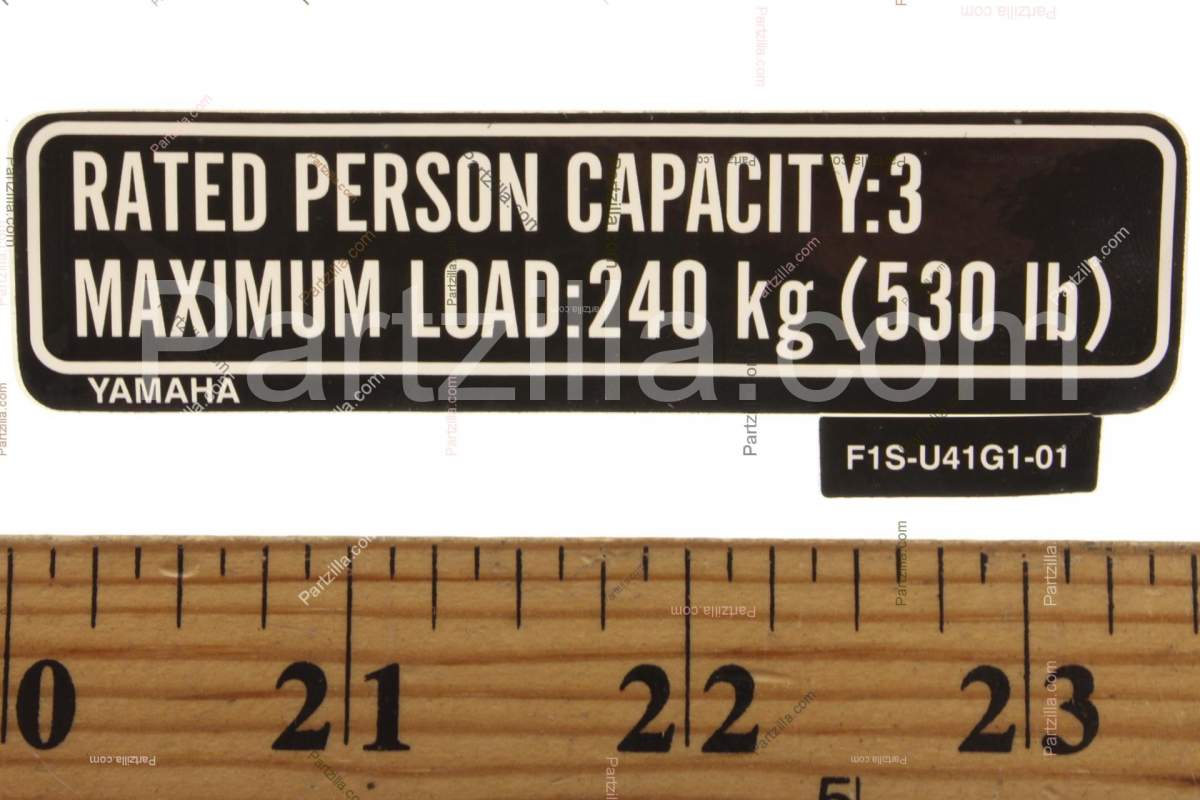 RATED PERSON CAPACITY:3
MAXIMUM LOAD:240 kg (530 lb)
YAMAHA
F1S-U41G1-01
Partzilla.com
0 21 22 23
5